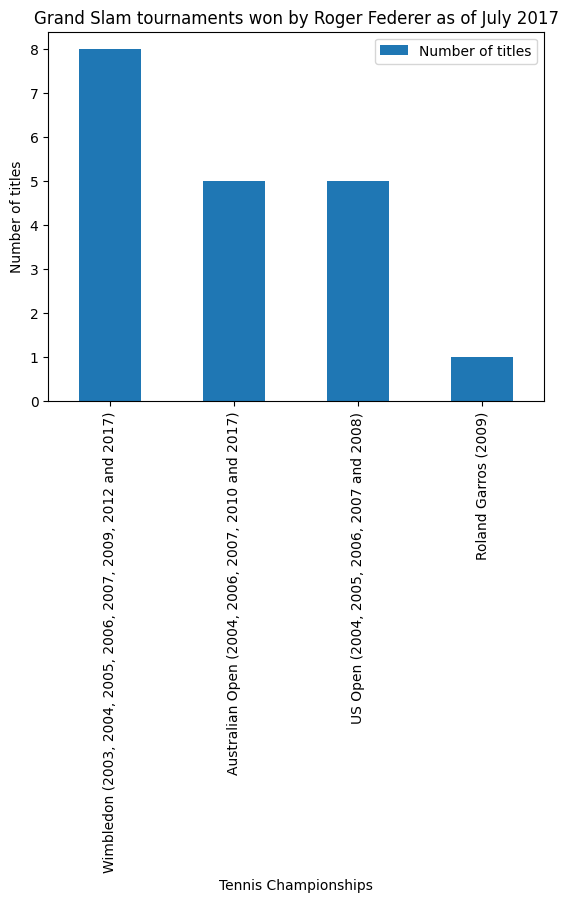 Grand Slam tournaments won by Roger Federer as of July 2017
Number of titles
Number of titles
8
7
6
5
4
3
2
1
0
Wimbledon (2003, 2004, 2005, 2006, 2007, 2009, 2012 and 2017)
Australian Open (2004, 2006, 2007, 2010 and 2017)
US Open (2004, 2005, 2006, 2007 and 2008)
Roland Garros (2009)
Tennis Championships